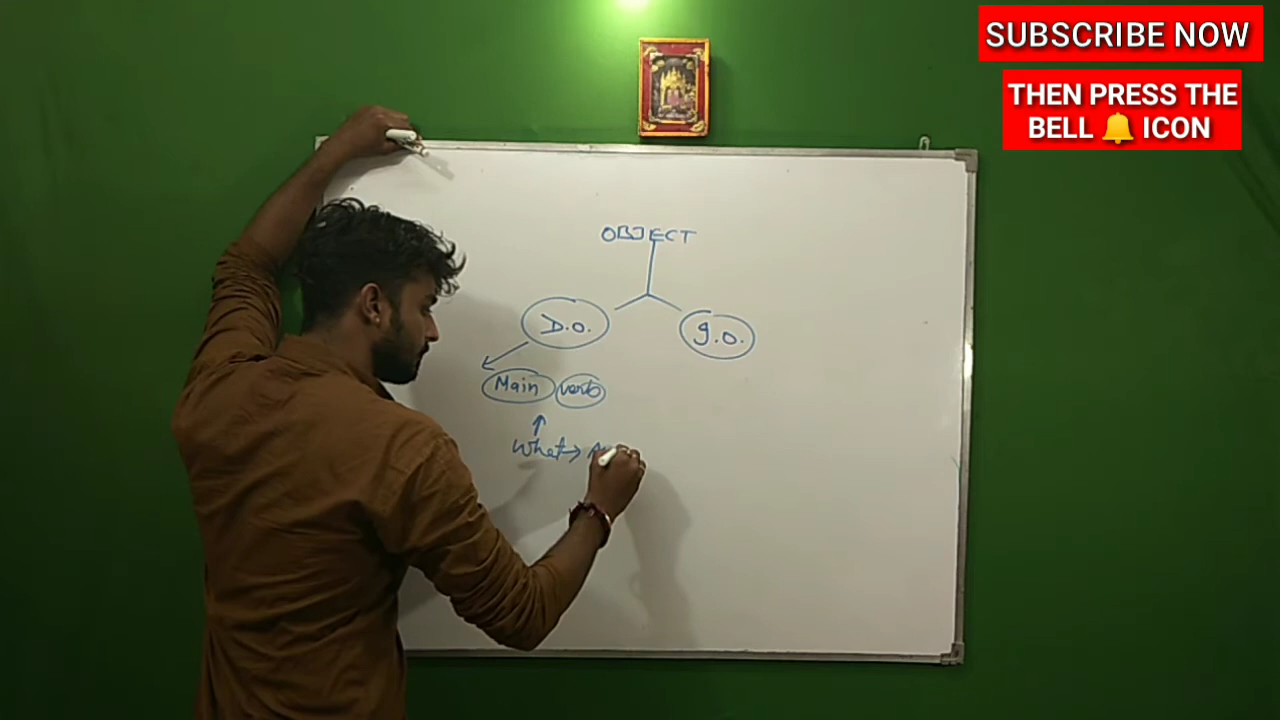 SUBSCRIBE NOW
THEN PRESS THE
BELL 🔔 ICON
OBJECT
D.O. I.O.
Main verb
What →